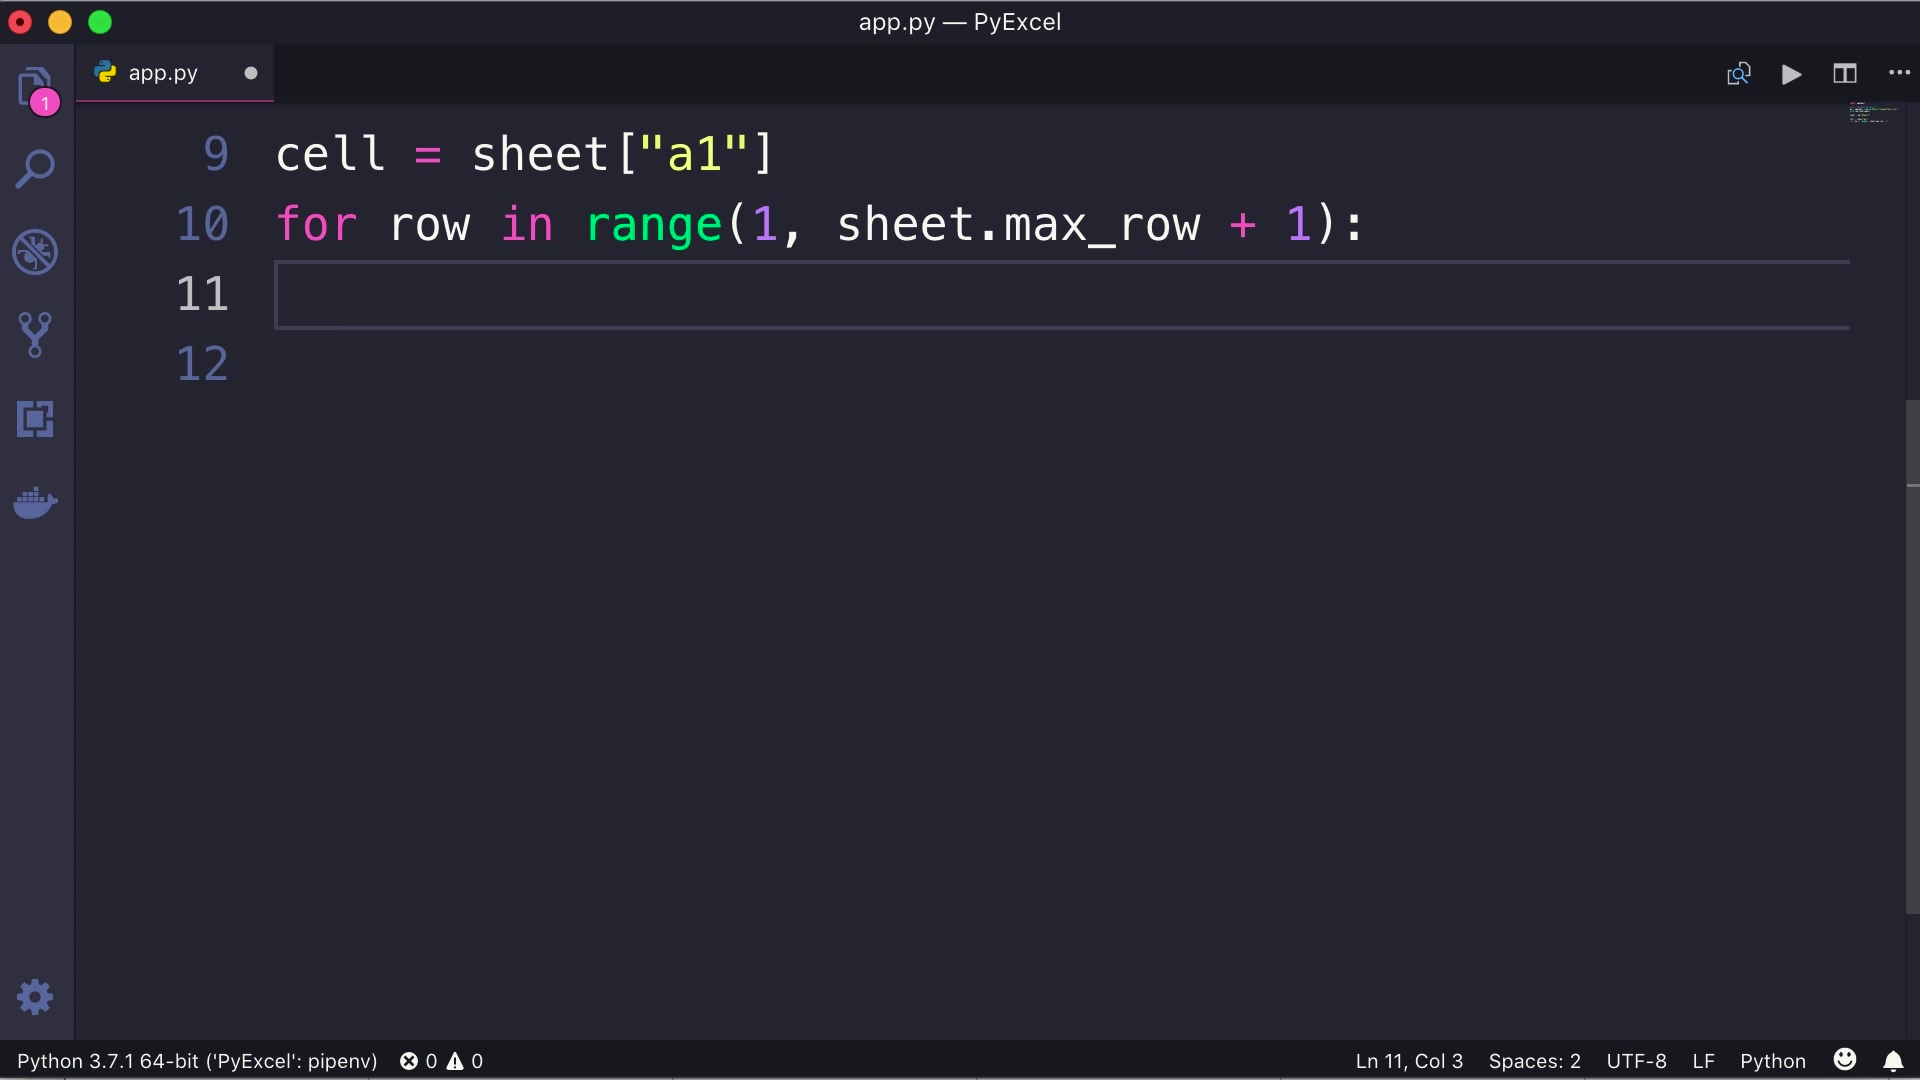 app.py — PyExcel
app.py
1
9 cell = sheet["a1"]
10 for row in range(1, sheet.max_row + 1):
11
12
Python 3.7.1 64-bit ('PyExcel': pipenv) 0 0 Ln 11, Col 3 Spaces: 2 UTF-8 LF Python